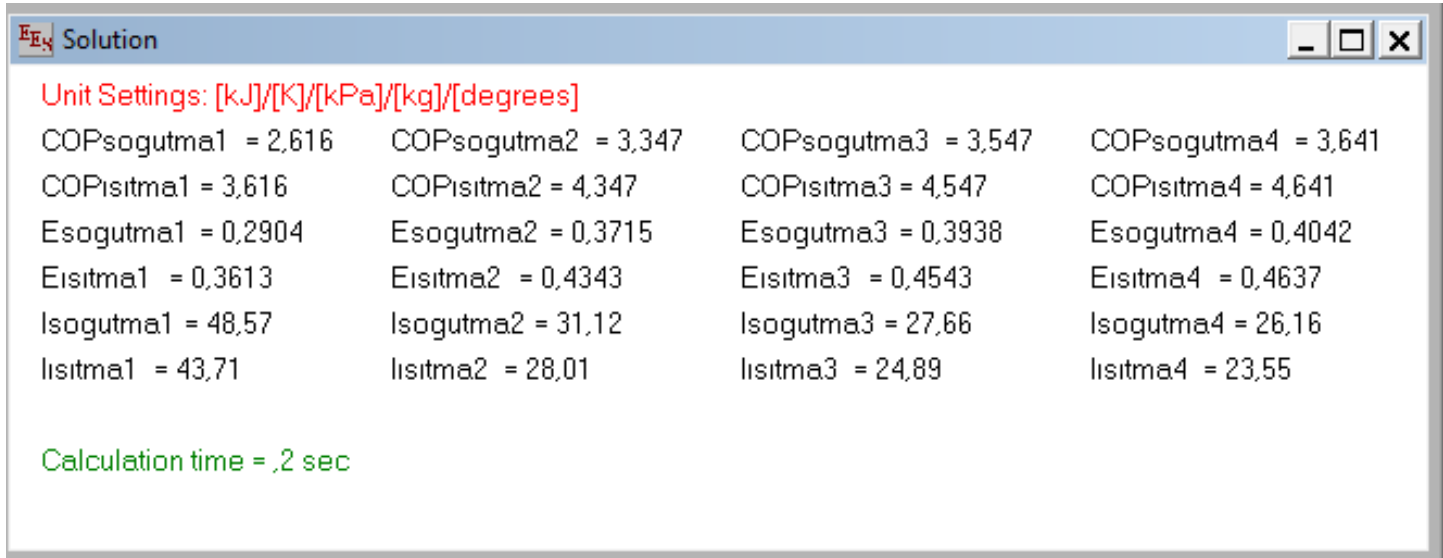 EES Solution
Unit Settings: [kJ]/[K]/[kPa]/[kg]/[degrees]
COPsogutma1 = 2,616 COPsogutma2 = 3,347 COPsogutma3 = 3,547 COPsogutma4 = 3,641
COPısıtma1 = 3,616 COPısıtma2 = 4,347 COPısıtma3 = 4,547 COPısıtma4 = 4,641
Esogutma1 = 0,2904 Esogutma2 = 0,3715 Esogutma3 = 0,3938 Esogutma4 = 0,4042
Eısıtma1 = 0,3613 Eısıtma2 = 0,4343 Eısıtma3 = 0,4543 Eısıtma4 = 0,4637
Isogutma1 = 48,57 Isogutma2 = 31,12 Isogutma3 = 27,66 Isogutma4 = 26,16
Iısıtma1 = 43,71 Iısıtma2 = 28,01 Iısıtma3 = 24,89 Iısıtma4 = 23,55
Calculation time = ,2 sec